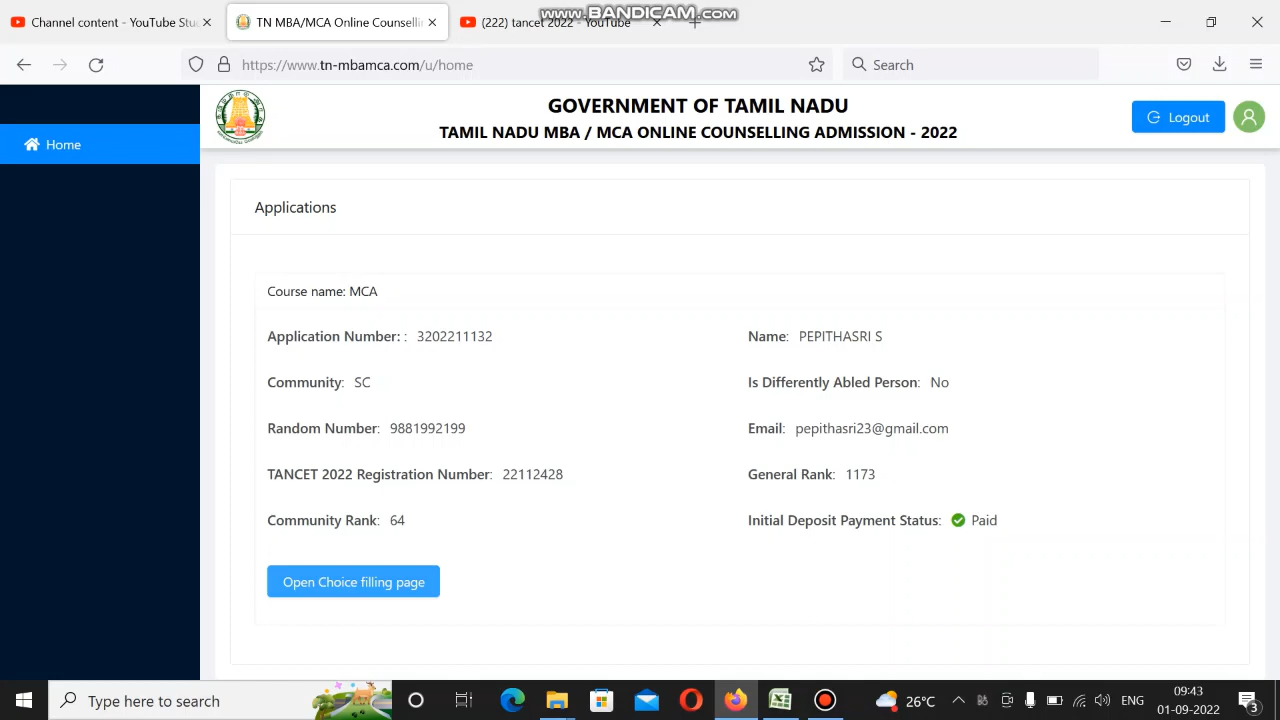 Channel content - YouTube Stu
TN MBA/MCA Online Counselli
(222) tancet 2022 - YouTube
www.BANDICAM.com
https://www.tn-mbamca.com/u/home
Search
GOVERNMENT OF TAMIL NADU
TAMIL NADU MBA / MCA ONLINE COUNSELLING ADMISSION - 2022
Logout
Home
Applications
Course name: MCA
Application Number: : 3202211132
Name: PEPITHASRI S
Community: SC
Is Differently Abled Person: No
Random Number: 9881992199
Email: pepithasri23@gmail.com
TANCET 2022 Registration Number: 22112428
General Rank: 1173
Community Rank: 64
Initial Deposit Payment Status: Paid
Open Choice filling page
Type here to search
26°C
ENG
09:43
01-09-2022
3